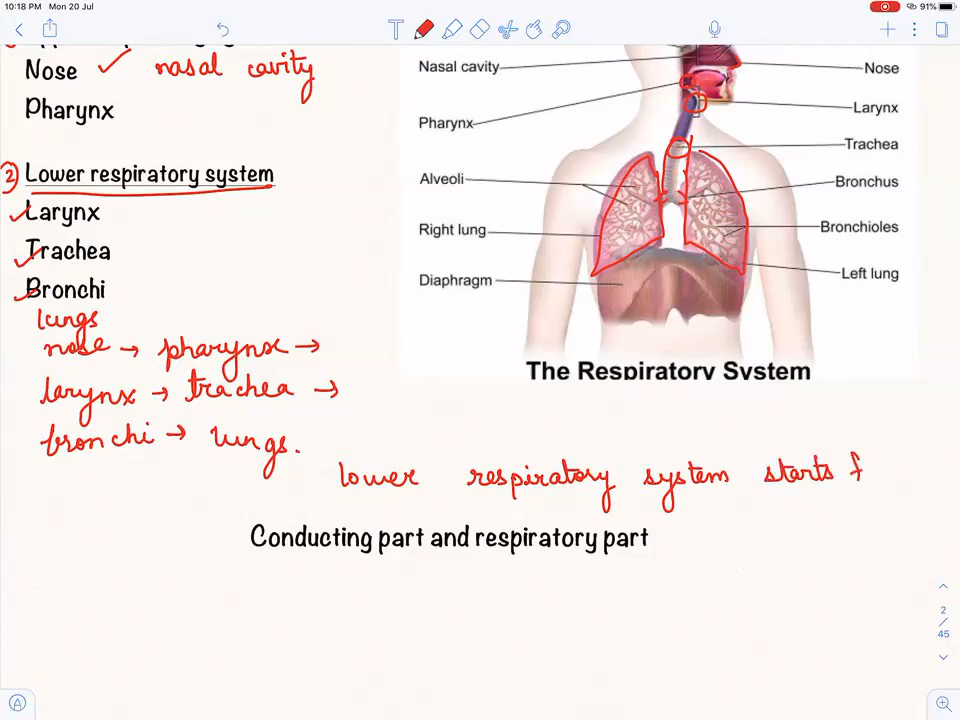 10:18 PM Mon 20 Jul
91%
Nose ✓ nasal cavity
Pharynx
2 Lower respiratory system
Larynx
Trachea
Bronchi
lungs
nose → pharynx →
larynx → trachea →
bronchi → lungs.
lower respiratory system starts f
Conducting part and respiratory part
Nasal cavity
Pharynx
Alveoli
Right lung
Diaphragm
Nose
Larynx
Trachea
Bronchus
Bronchioles
Left lung
The Respiratory System
2
/
45